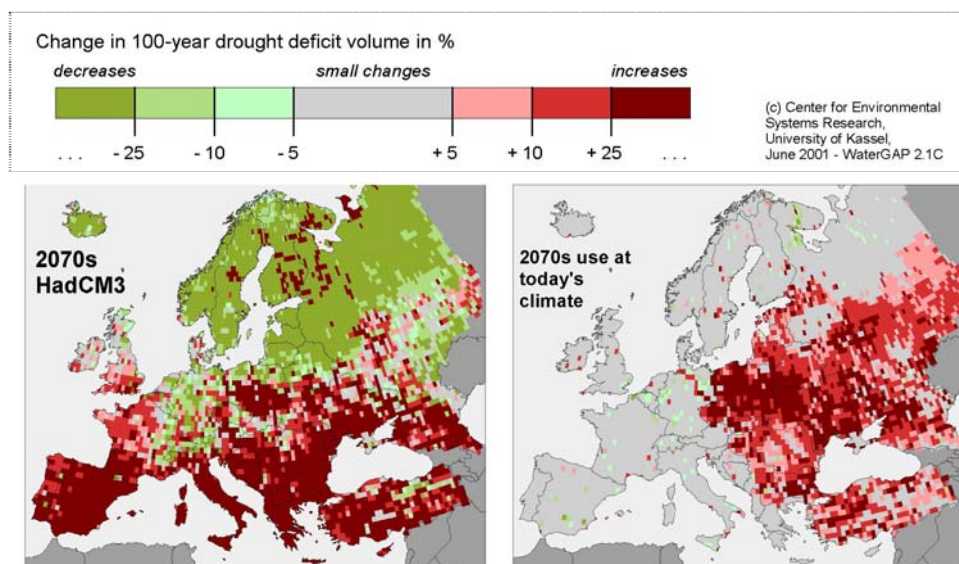 Change in 100-year drought deficit volume in %
decreases small changes increases
... - 25 - 10 - 5 + 5 + 10 + 25 ...
(c) Center for Environmental
Systems Research,
University of Kassel,
June 2001 - WaterGAP 2.1C
2070s
HadCM3
2070s use at
today's
climate